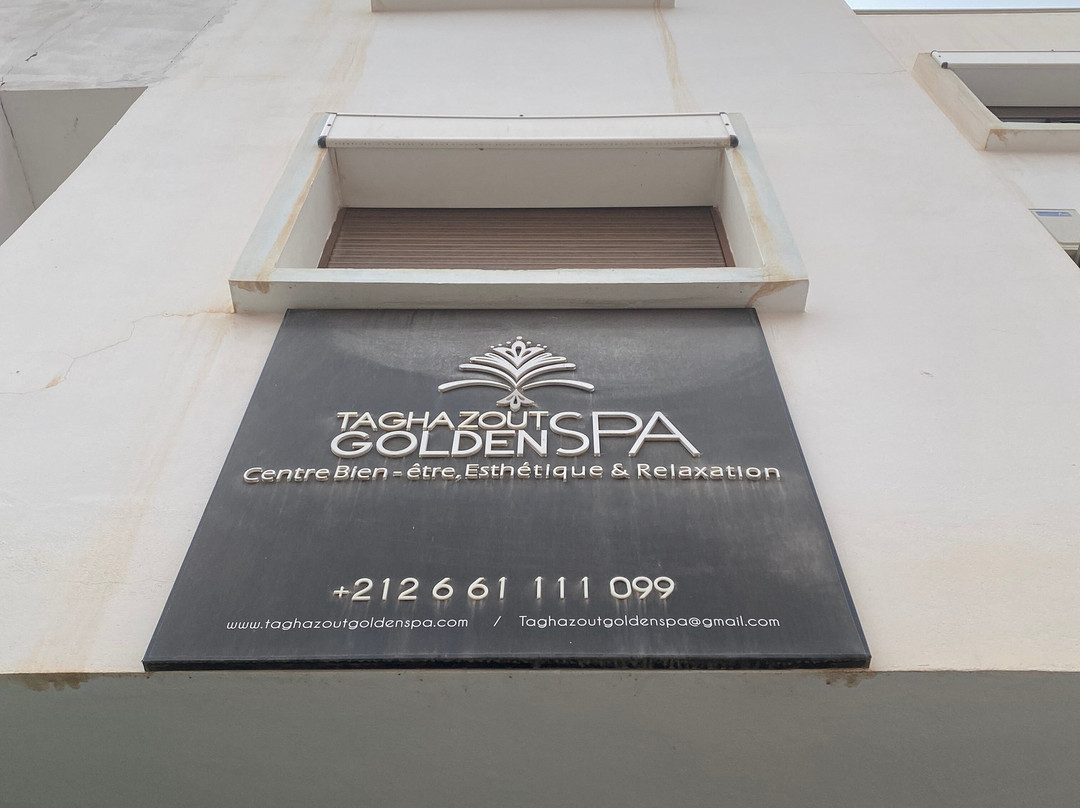 TAGHAZOUT
GOLDEN SPA
Centre Bien-être, Esthétique & Relaxation
+212 6 61 111 099
www.taghazoutgoldenspa.com / Taghazoutgoldenspa@gmail.com